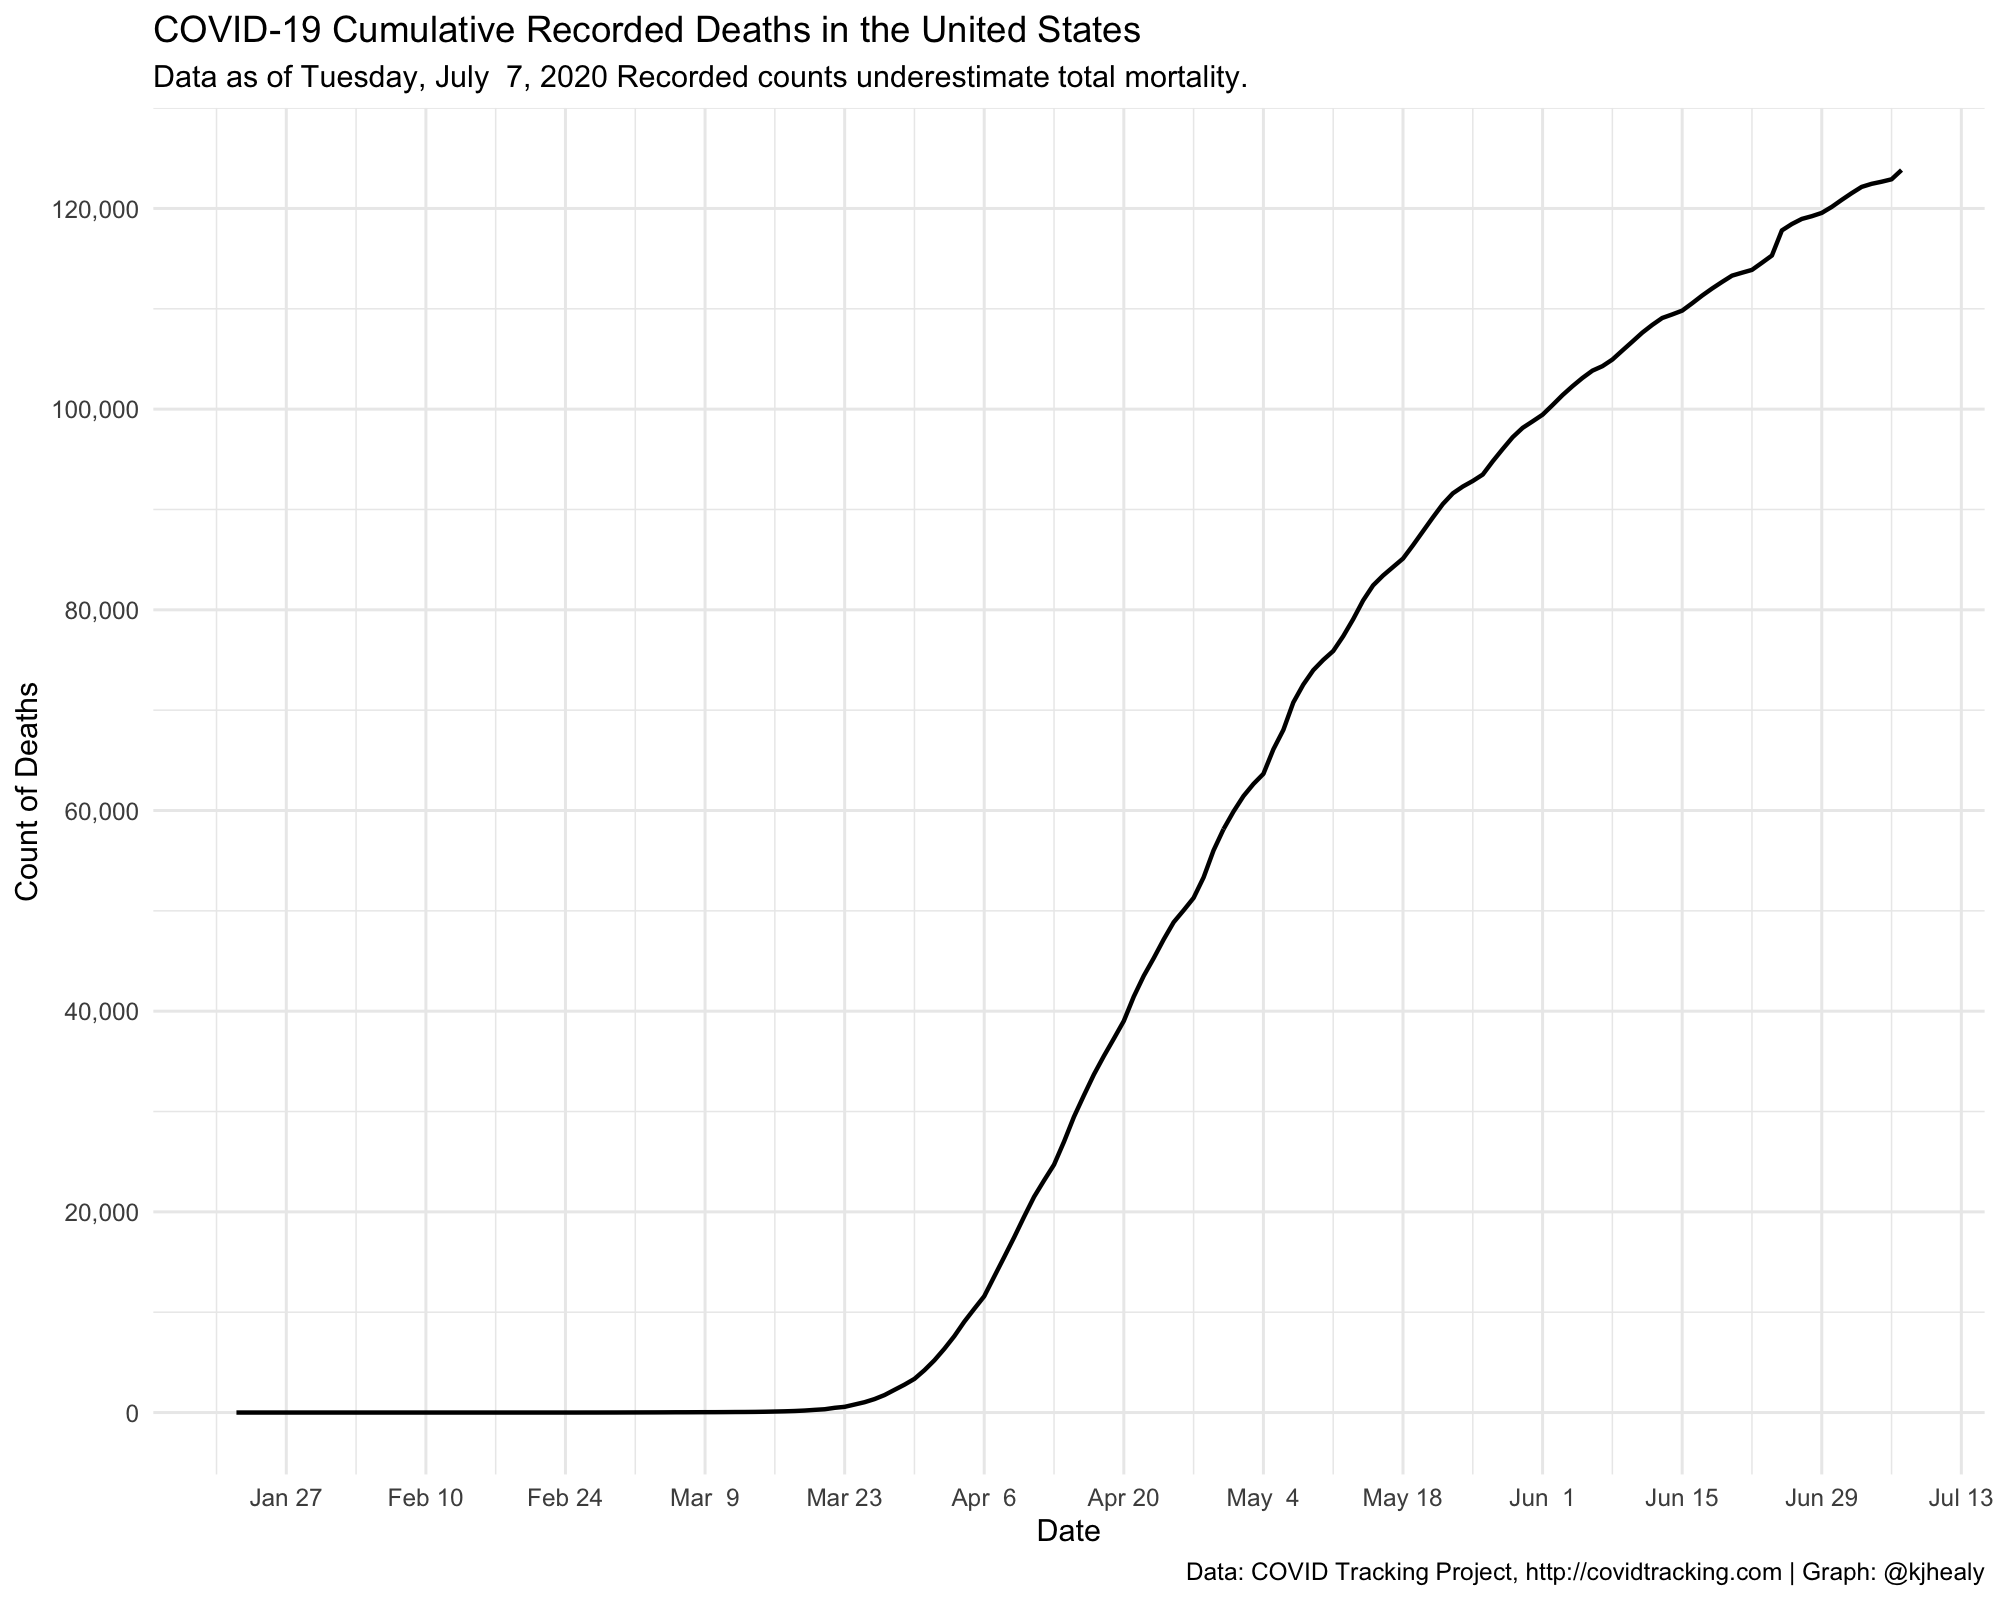 COVID-19 Cumulative Recorded Deaths in the United States
Data as of Tuesday, July  7, 2020 Recorded counts underestimate total mortality.
Count of Deaths
120,000
100,000
80,000
60,000
40,000
20,000
0
Jan 27 Feb 10 Feb 24 Mar  9 Mar 23 Apr  6 Apr 20 May  4 May 18 Jun  1 Jun 15 Jun 29 Jul 13
Date
Data: COVID Tracking Project, http://covidtracking.com | Graph: @kjhealy